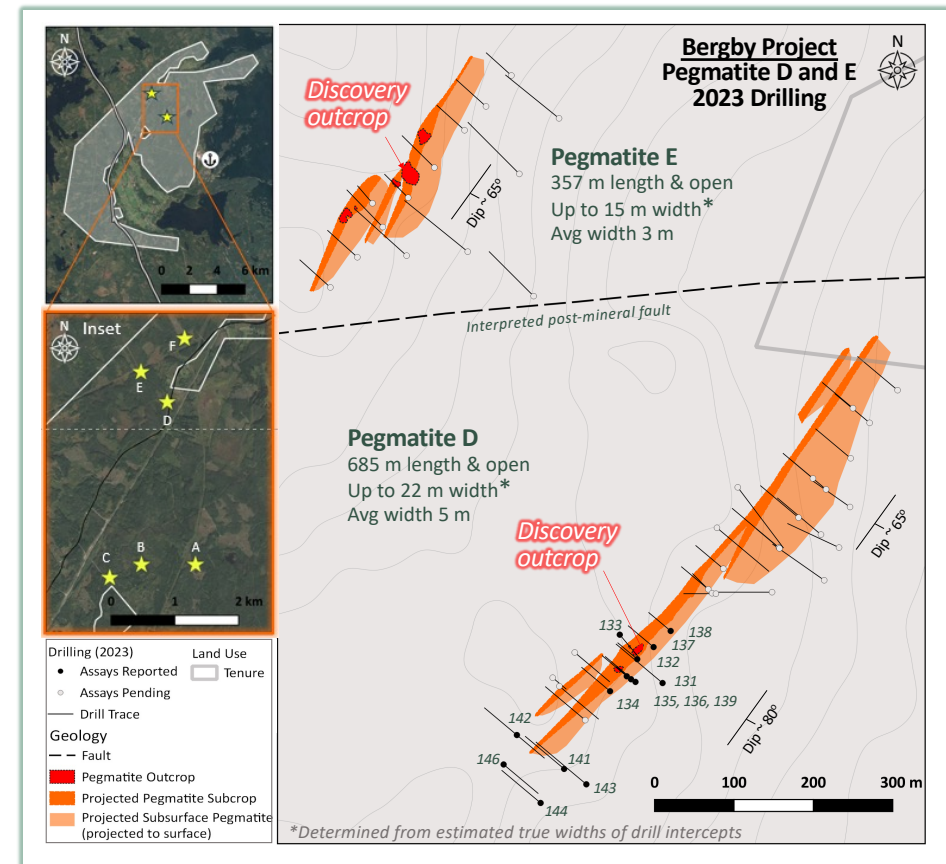 N
0 2 4 6 km
N
Inset
F
E
D
C
B
A
0 1 2 km
Drilling (2023)
Assays Reported
Assays Pending
Drill Trace
Land Use
Tenure
Geology
Fault
Pegmatite Outcrop
Projected Pegmatite Subcrop
Projected Subsurface Pegmatite
(projected to surface)
Bergby Project
Pegmatite D and E
2023 Drilling
N
Discovery
outcrop
Pegmatite E
357 m length & open
Up to 15 m width*
Avg width 3 m
Dip ~ 65º
Interpreted post-mineral fault
Pegmatite D
685 m length & open
Up to 22 m width*
Avg width 5 m
Discovery
outcrop
Dip ~ 65º
133
138
137
132
131
134
135, 136, 139
Dip ~ 80º
142
146
141
143
144
0 100 200 300 m
*Determined from estimated true widths of drill intercepts